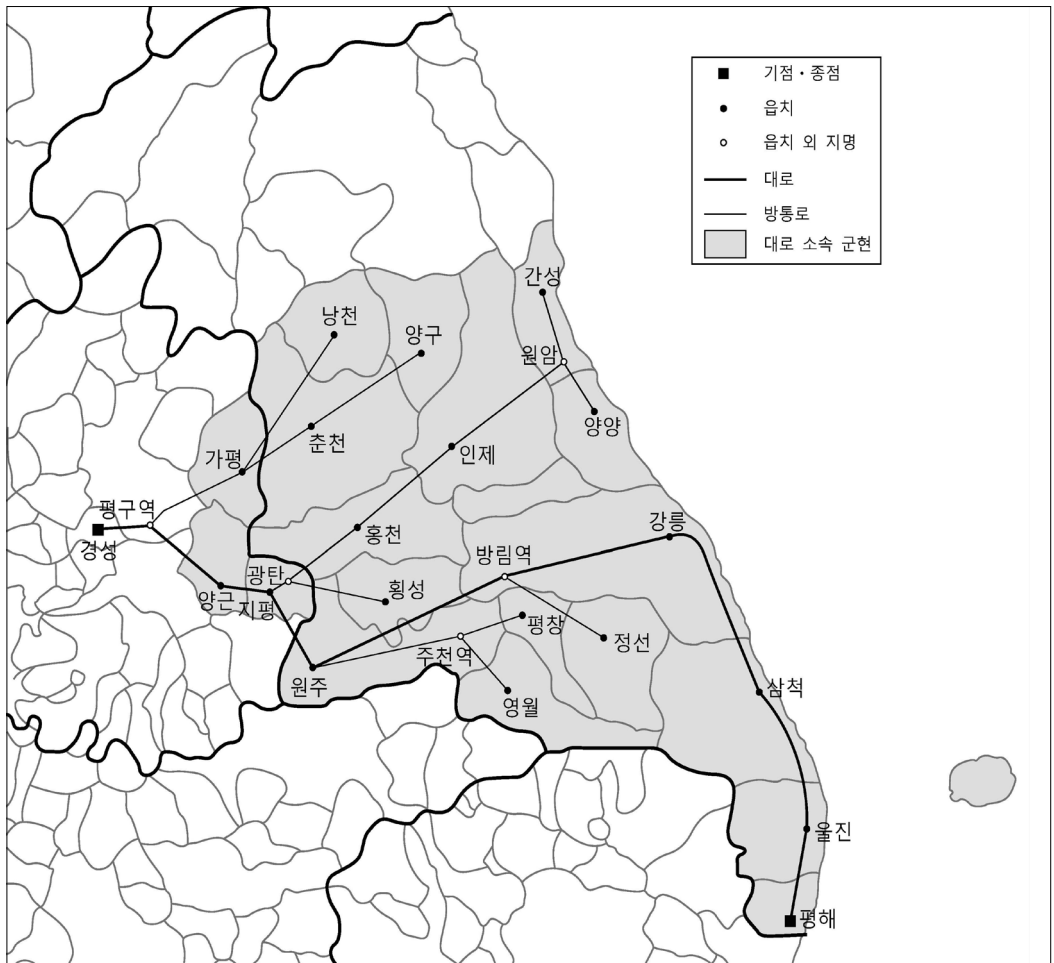 기점・종점
읍치
읍치 외 지명
대로
방통로
대로 소속 군현
간성
낭천
양구
원암
양양
춘천
인제
가평
평구역
경성
홍천
강릉
방림역
광탄
횡성
양근
지평
평창
정선
주천역
원주
영월
삼척
울진
평해